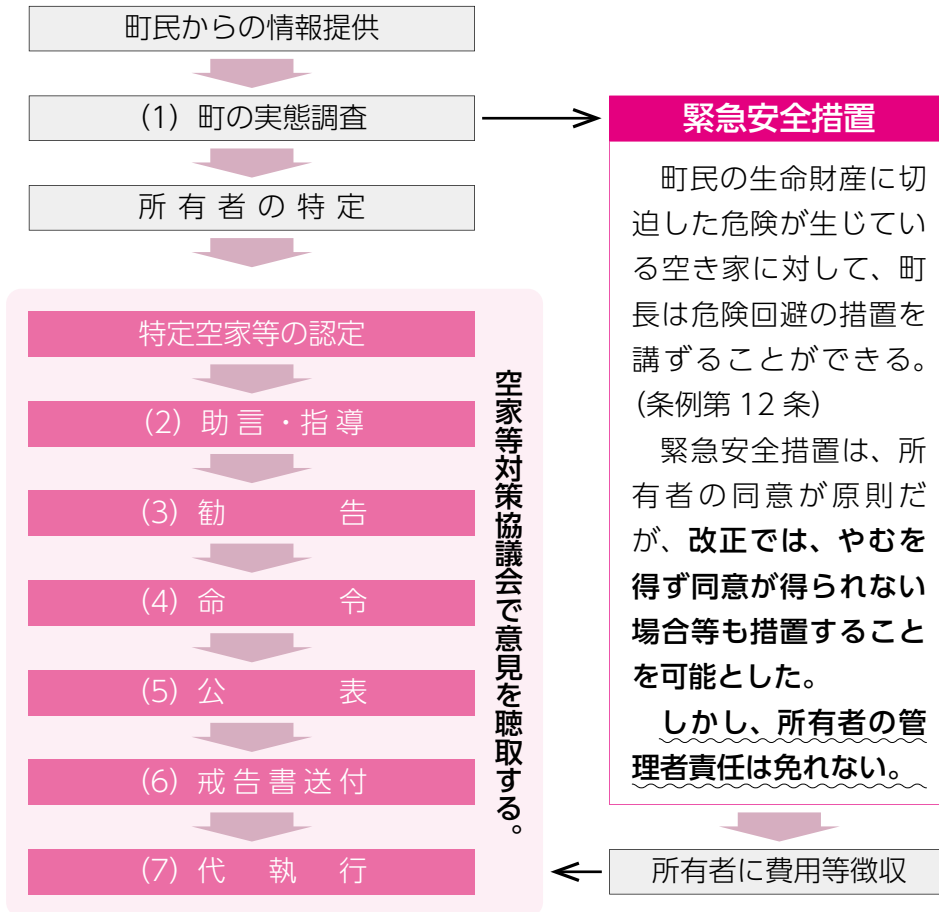 町民からの情報提供
(1) 町の実態調査
所有者の特定
特定空家等の認定
(2) 助言・指導
(3) 勧告
(4) 命令
(5) 公表
(6) 戒告書送付
(7) 代執行
空家等対策協議会で意見を聴取する。
緊急安全措置
町民の生命財産に切
迫した危険が生じてい
る空き家に対して、町
長は危険回避の措置を
講ずることができる。
(条例第 12 条)
緊急安全措置は、所
有者の同意が原則だ
が、改正では、やむを
得ず同意が得られない
場合等も措置すること
を可能とした。
しかし、所有者の管
理者責任は免れない。
所有者に費用等徴収